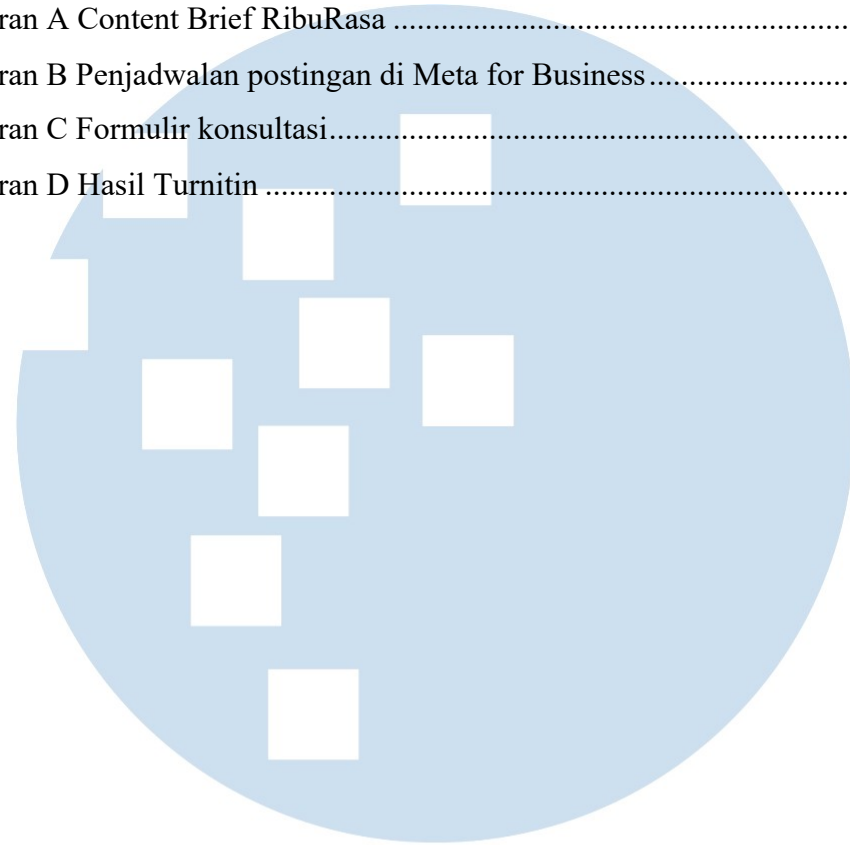 ran A Content Brief RibuRasa ..........................................................
ran B Penjadwalan postingan di Meta for Business.........................
ran C Formulir konsultasi.................................................................
ran D Hasil Turnitin .........................................................................